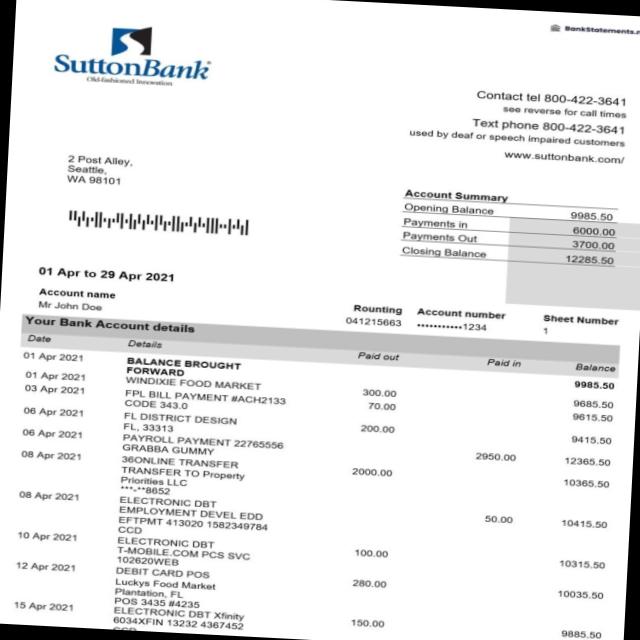 BankStatements.
SuttonBank
Old-fashioned Innovation
Contact tel 800-422-3641
see reverse for call times
Text phone 800-422-3641
used by deaf or speech impaired customers
www.suttonbank.com/
2 Post Alley,
Seattle,
WA 98101
Account Summary
Opening Balance 9985.50
Payments in 6000.00
Payments Out 3700.00
Closing Balance 12285.50
01 Apr to 29 Apr 2021
Account name
Mr John Doe
Rounting Account number Sheet Number
041215663 ••••••••••••1234 1
Your Bank Account details
Date Details Paid out Paid in Balance
01 Apr 2021 BALANCE BROUGHT
FORWARD 9985.50
01 Apr 2021 WINDIXIE FOOD MARKET 300.00 9685.50
03 Apr 2021 FPL BILL PAYMENT #ACH2133 70.00 9615.50
CODE 343.0
06 Apr 2021 FL DISTRICT DESIGN 200.00
FL, 33313 9415.50
06 Apr 2021 PAYROLL PAYMENT 22765556 2950.00
GRABBA GUMMY 12365.50
08 Apr 2021 36ONLINE TRANSFER 2000.00
TRANSFER TO Property 10365.50
Priorities LLC
***-**8652
08 Apr 2021 ELECTRONIC DBT
EMPLOYMENT DEVEL EDD 50.00 10415.50
EFTPMT 413020 1582349784
CCD
10 Apr 2021 ELECTRONIC DBT
T-MOBILE.COM PCS SVC 100.00 10315.50
102620WEB
12 Apr 2021 DEBIT CARD POS
Luckys Food Market 280.00 10035.50
Plantation, FL
POS 3435 #4235
15 Apr 2021 ELECTRONIC DBT Xfinity 150.00
6034XFIN 13232 4367452 9885.50
CCD